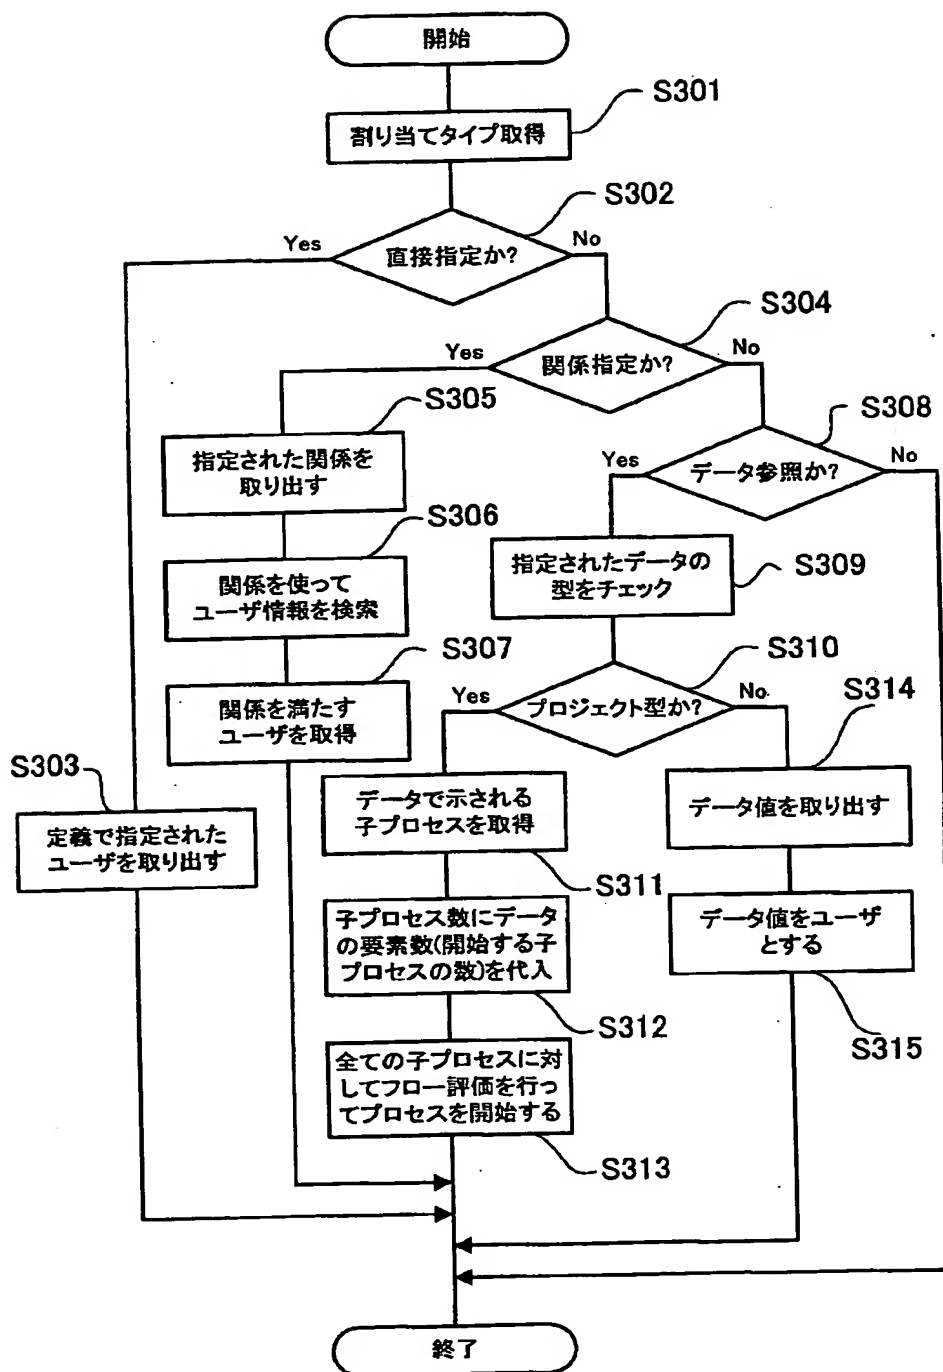 開始
S301
割り当てタイプ取得
S302
Yes
直接指定か?
No
S304
Yes
関係指定か?
No
S305
S308
指定された関係を
取り出す
Yes
データ参照か?
No
S306
指定されたデータの
型をチェック
S309
関係を使って
ユーザ情報を検索
S307
S310
関係を満たす
ユーザを取得
Yes
プロジェクト型か?
No
S314
S303
定義で指定された
ユーザを取り出す
データで示される
子プロセスを取得
データ値を取り出す
S311
子プロセス数にデータ
の要素数(開始する子
プロセスの数)を代入
データ値をユーザ
とする
S312
S315
全ての子プロセスに対
してフロー評価を行っ
てプロセスを開始する
S313
終了